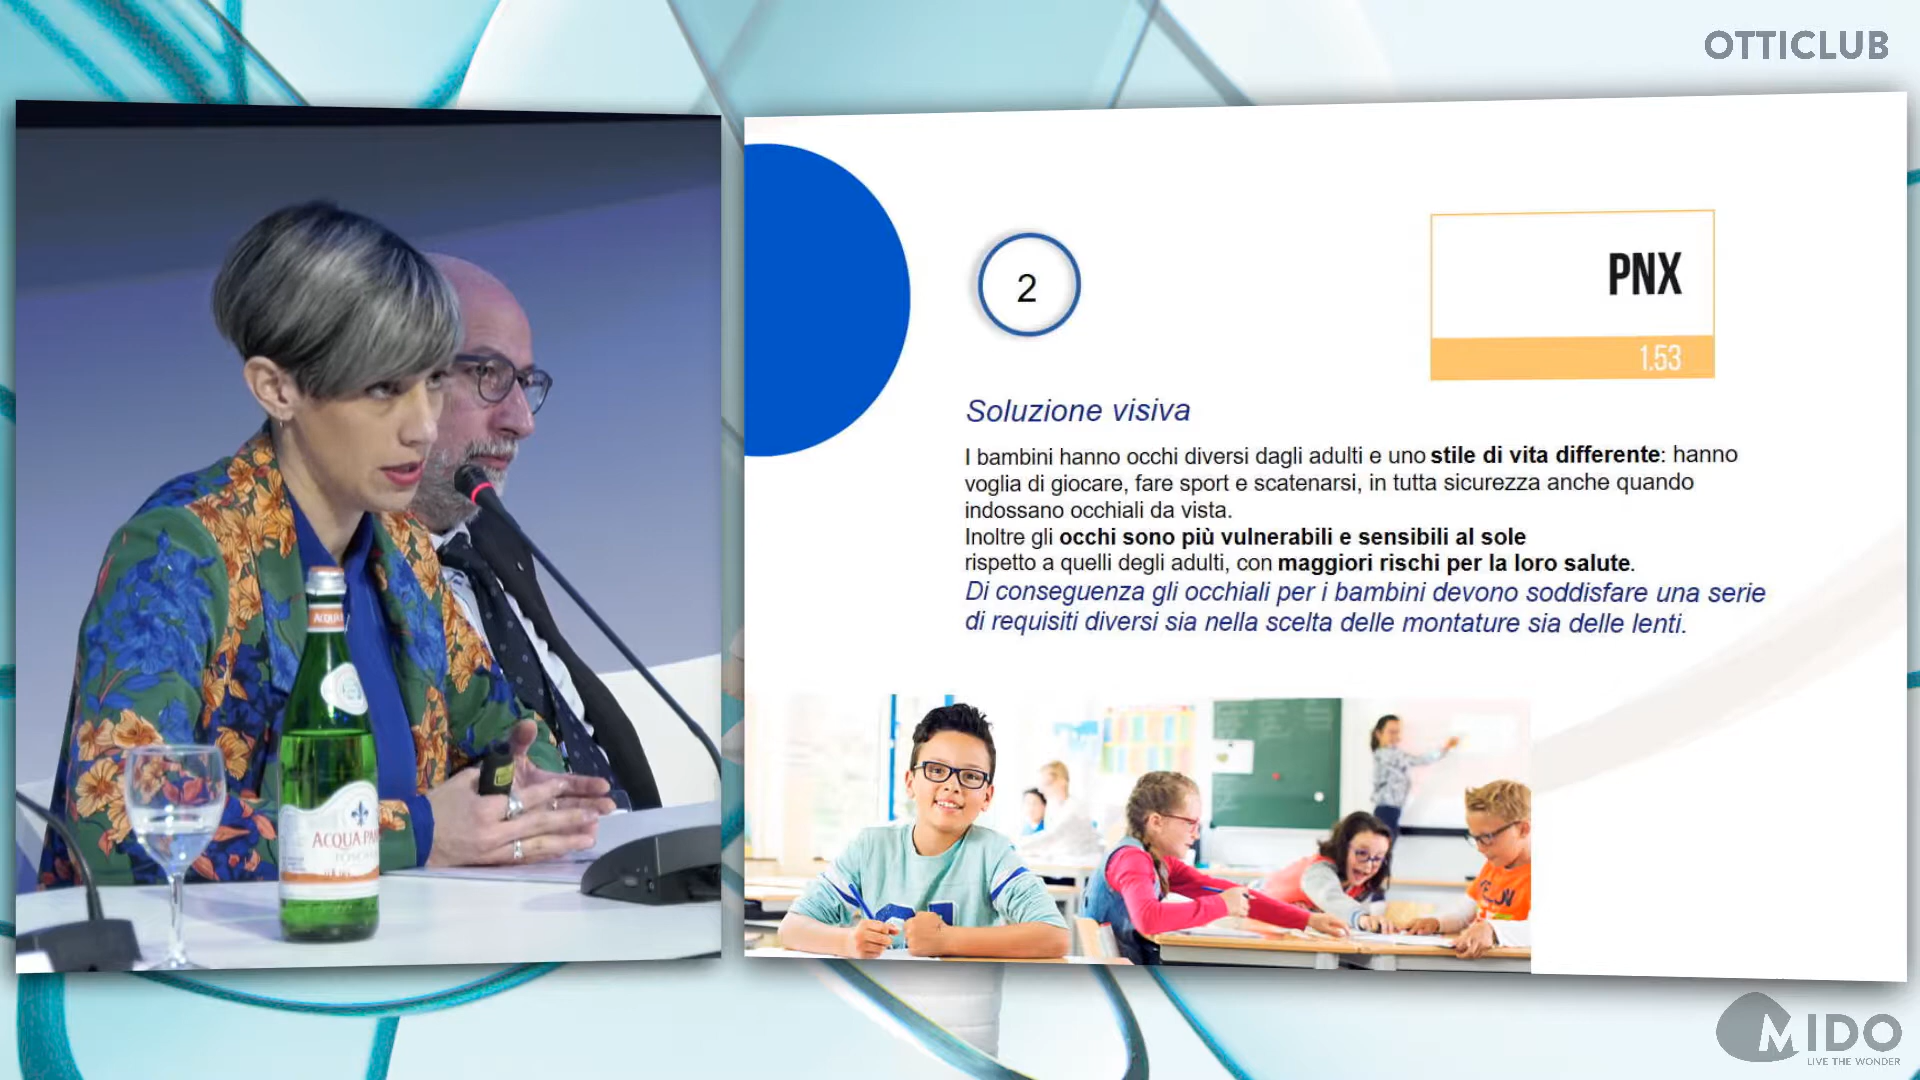 OTTICLUB
2
PNX
1.53
Soluzione visiva
I bambini hanno occhi diversi dagli adulti e uno stile di vita differente: hanno
voglia di giocare, fare sport e scatenarsi, in tutta sicurezza anche quando
indossano occhiali da vista.
Inoltre gli occhi sono più vulnerabili e sensibili al sole
rispetto a quelli degli adulti, con maggiori rischi per la loro salute.
Di conseguenza gli occhiali per i bambini devono soddisfare una serie
di requisiti diversi sia nella scelta delle montature sia delle lenti.
ACQUA
MIDO
LIVE THE WONDER